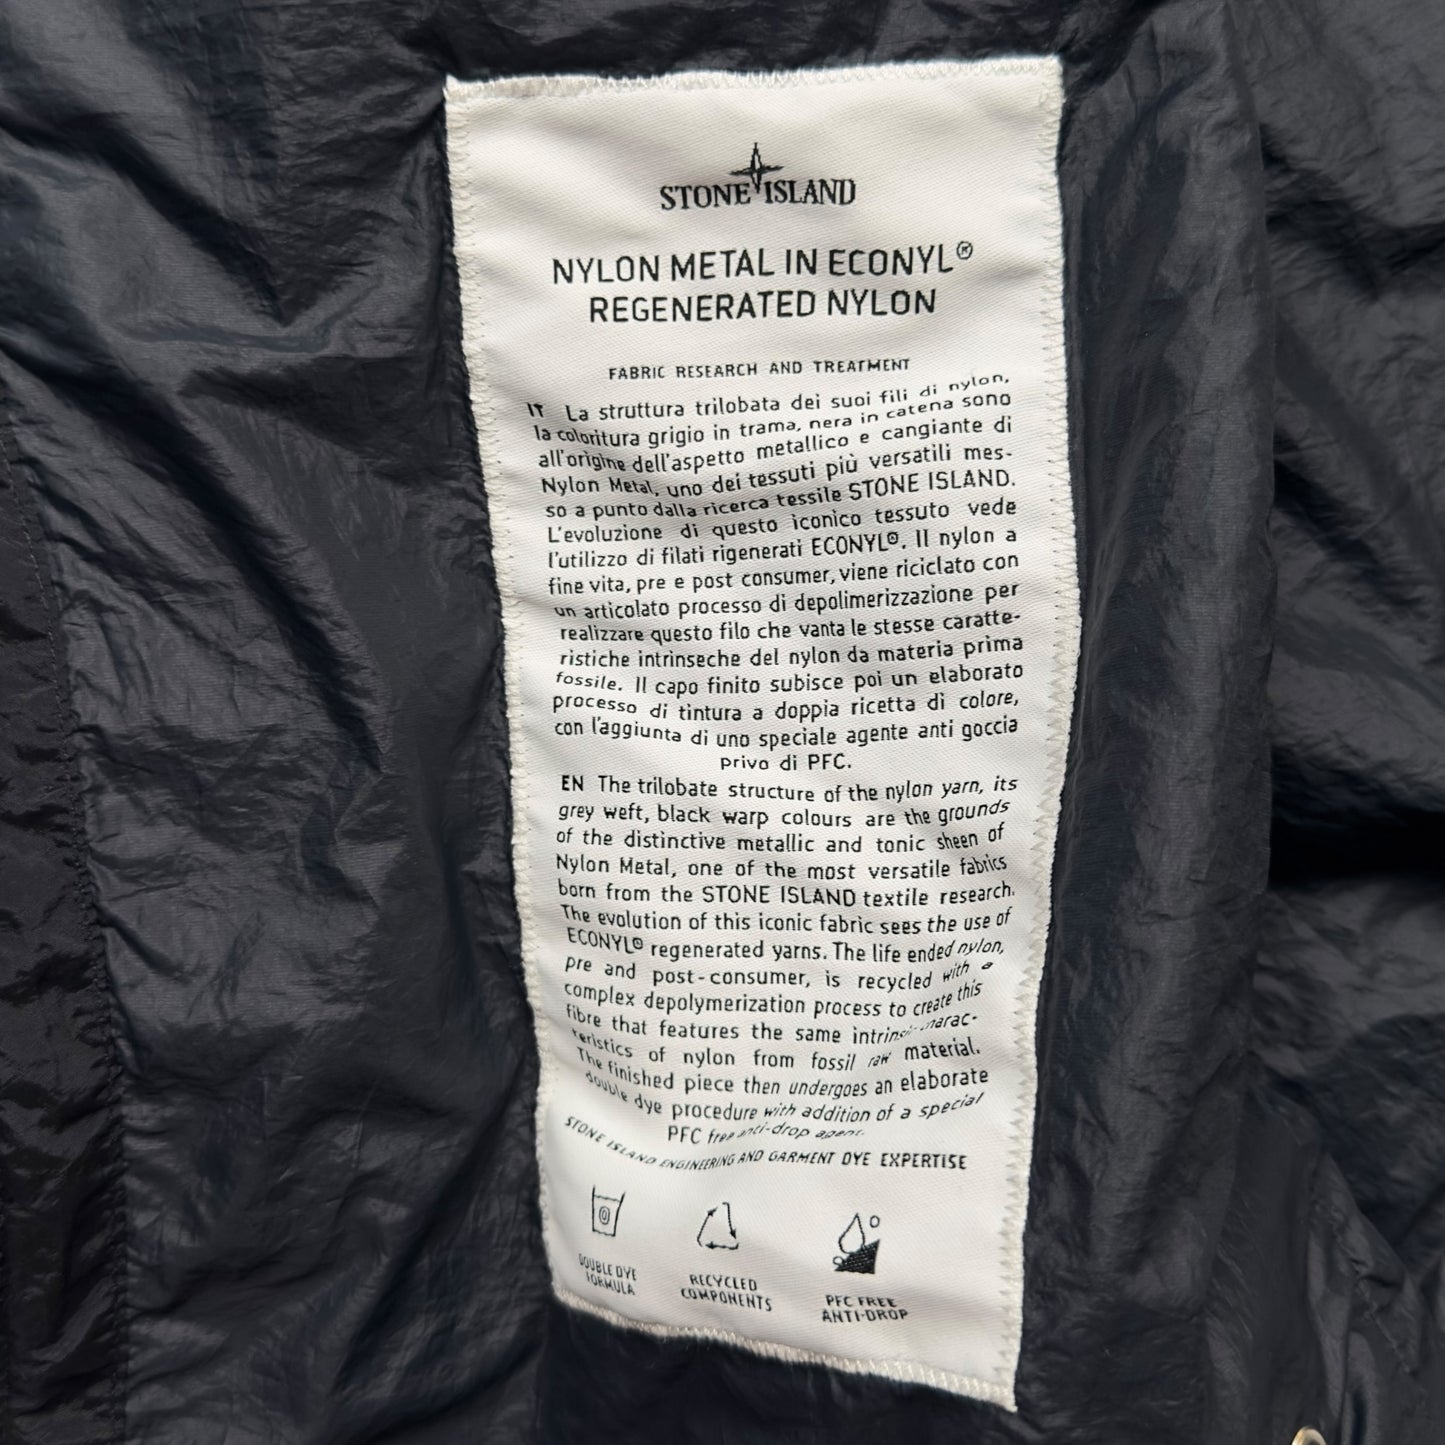 STONE ISLAND
NYLON METAL IN ECONYL®
REGENERATED NYLON
FABRIC RESEARCH AND TREATMENT
IT La struttura trilobata dei suoi fili di nylon,
la coloritura grigio in trama, nera in catena sono
all'origine dell'aspetto metallico e cangiante di
Nylon Metal, uno dei tessuti più versatili mes-
so a punto dalla ricerca tessile STONE ISLAND.
L'evoluzione di questo iconico tessuto vede
l'utilizzo di filati rigenerati ECONYL®. Il nylon a
fine vita, pre e post consumer, viene riciclato con
un articolato processo di depolimerizzazione per
realizzare questo filo che vanta le stesse caratte-
ristiche intrinseche del nylon da materia prima
fossile. Il capo finito subisce poi un elaborato
processo di tintura a doppia ricetta di colore,
con l'aggiunta di uno speciale agente anti goccia
privo di PFC.
EN The trilobate structure of the nylon yarn, its
grey weft, black warp colours are the grounds
of the distinctive metallic and tonic sheen of
Nylon Metal, one of the most versatile fabrics
born from the STONE ISLAND textile research.
The evolution of this iconic fabric sees the use of
ECONYL® regenerated yarns. The life ended nylon,
pre and post-consumer, is recycled with a
complex depolymerization process to create this
fibre that features the same intrinsic charac-
teristics of nylon from fossil raw material.
The finished piece then undergoes an elaborate
double dye procedure with addition of a special
PFC free anti-drop agent.
STONE ISLAND ENGINEERING AND GARMENT DYE EXPERTISE
DOUBLE DYE
FORMULA
RECYCLED
COMPONENTS
PFC FREE
ANTI-DROP